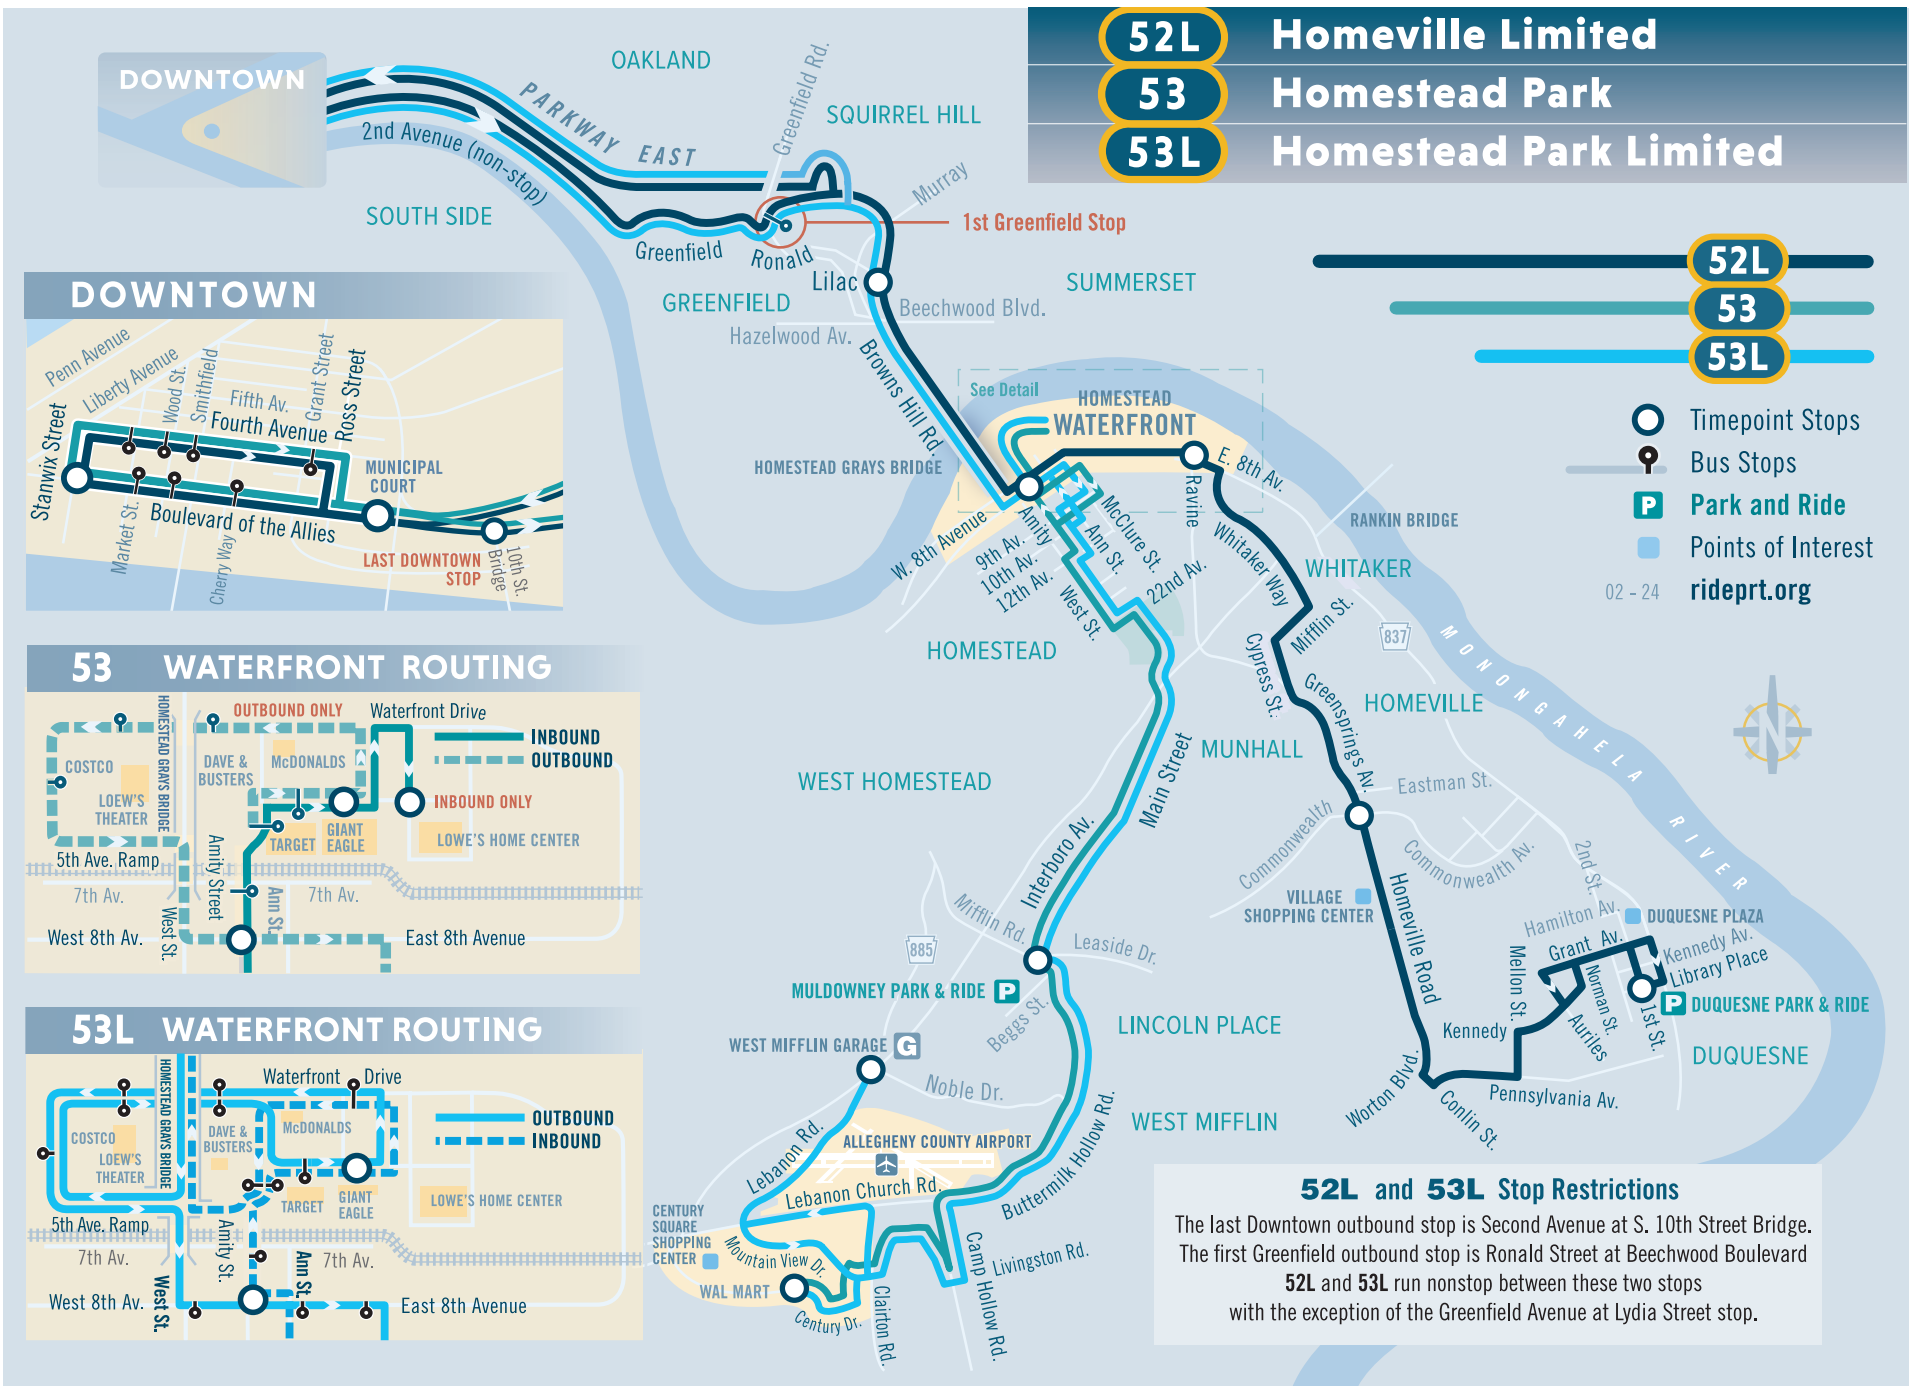 52L Homeville Limited
53 Homestead Park
53L Homestead Park Limited
DOWNTOWN
OAKLAND
SQUIRREL HILL
PARKWAY EAST
Greenfield Rd.
2nd Avenue (non-stop)
Murray
SOUTH SIDE
1st Greenfield Stop
Greenfield
Ronald
Lilac
GREENFIELD
SUMMERSET
Beechwood Blvd.
Hazelwood Av.
Browns Hill Rd.
52L
53
53L
Timepoint Stops
Bus Stops
P Park and Ride
Points of Interest
02 - 24 rideprt.org
DOWNTOWN
Penn Avenue
Liberty Avenue
Wood St.
Smithfield
Grant Street
Ross Street
Fifth Av.
Fourth Avenue
Stanwix Street
MUNICIPAL
COURT
Boulevard of the Allies
Market St.
Cherry Way
LAST DOWNTOWN
STOP
10th St.
Bridge
See Detail
HOMESTEAD
WATERFRONT
HOMESTEAD GRAYS BRIDGE
E. 8th Av.
Ravine
RANKIN BRIDGE
W. 8th Avenue
Amity
McClure St.
Ann St.
9th Av.
10th Av.
12th Av.
West St.
22nd Av.
Whitaker Way
WHITAKER
Mifflin St.
837
Cypress St.
HOMESTEAD
MONONGAHELA RIVER
Greensprings Av.
HOMEVILLE
MUNHALL
N
WEST HOMESTEAD
Main Street
Eastman St.
Commonwealth
Commonwealth Av.
Interboro Av.
2nd St.
VILLAGE
SHOPPING CENTER
Homeville Road
Hamilton Av.
DUQUESNE PLAZA
Grant Av.
Kennedy Av.
Library Place
Mellon St.
Norman St.
1st St.
P DUQUESNE PARK & RIDE
Auriles
Kennedy
DUQUESNE
Worton Blvd.
Pennsylvania Av.
Conlin St.
Mifflin Rd.
Leaside Dr.
885
MULDOWNEY PARK & RIDE P
Beggs St.
LINCOLN PLACE
WEST MIFFLIN GARAGE G
Noble Dr.
WEST MIFFLIN
Buttermilk Hollow Rd.
ALLEGHENY COUNTY AIRPORT
Lebanon Rd.
Lebanon Church Rd.
CENTURY
SQUARE
SHOPPING
CENTER
Mountain View Dr.
WAL MART
Century Dr.
Clairton Rd.
Camp Hollow Rd.
Livingston Rd.
53 WATERFRONT ROUTING
HOMESTEAD GRAYS BRIDGE
OUTBOUND ONLY
Waterfront Drive
INBOUND
OUTBOUND
COSTCO
DAVE &
BUSTERS
McDONALDS
LOEW'S
THEATER
INBOUND ONLY
TARGET
GIANT
EAGLE
LOWE'S HOME CENTER
5th Ave. Ramp
Amity Street
7th Av.
Ann St.
7th Av.
West St.
West 8th Av.
East 8th Avenue
53L WATERFRONT ROUTING
HOMESTEAD GRAYS BRIDGE
Waterfront Drive
OUTBOUND
INBOUND
COSTCO
DAVE &
BUSTERS
McDONALDS
LOEW'S
THEATER
TARGET
GIANT
EAGLE
LOWE'S HOME CENTER
5th Ave. Ramp
Amity St.
7th Av.
Ann St.
7th Av.
West St.
West 8th Av.
East 8th Avenue
52L and 53L Stop Restrictions
The last Downtown outbound stop is Second Avenue at S. 10th Street Bridge.
The first Greenfield outbound stop is Ronald Street at Beechwood Boulevard
52L and 53L run nonstop between these two stops
with the exception of the Greenfield Avenue at Lydia Street stop.